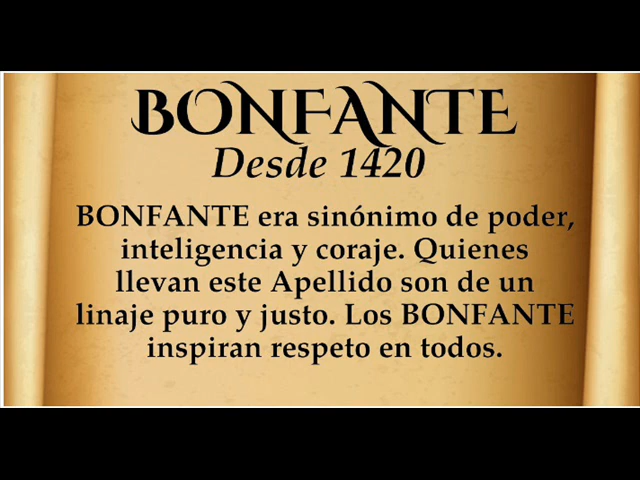 BONFANTE
Desde 1420
BONFANTE era sinónimo de poder,
inteligencia y coraje. Quienes
llevan este Apellido son de un
linaje puro y justo. Los BONFANTE
inspiran respeto en todos.